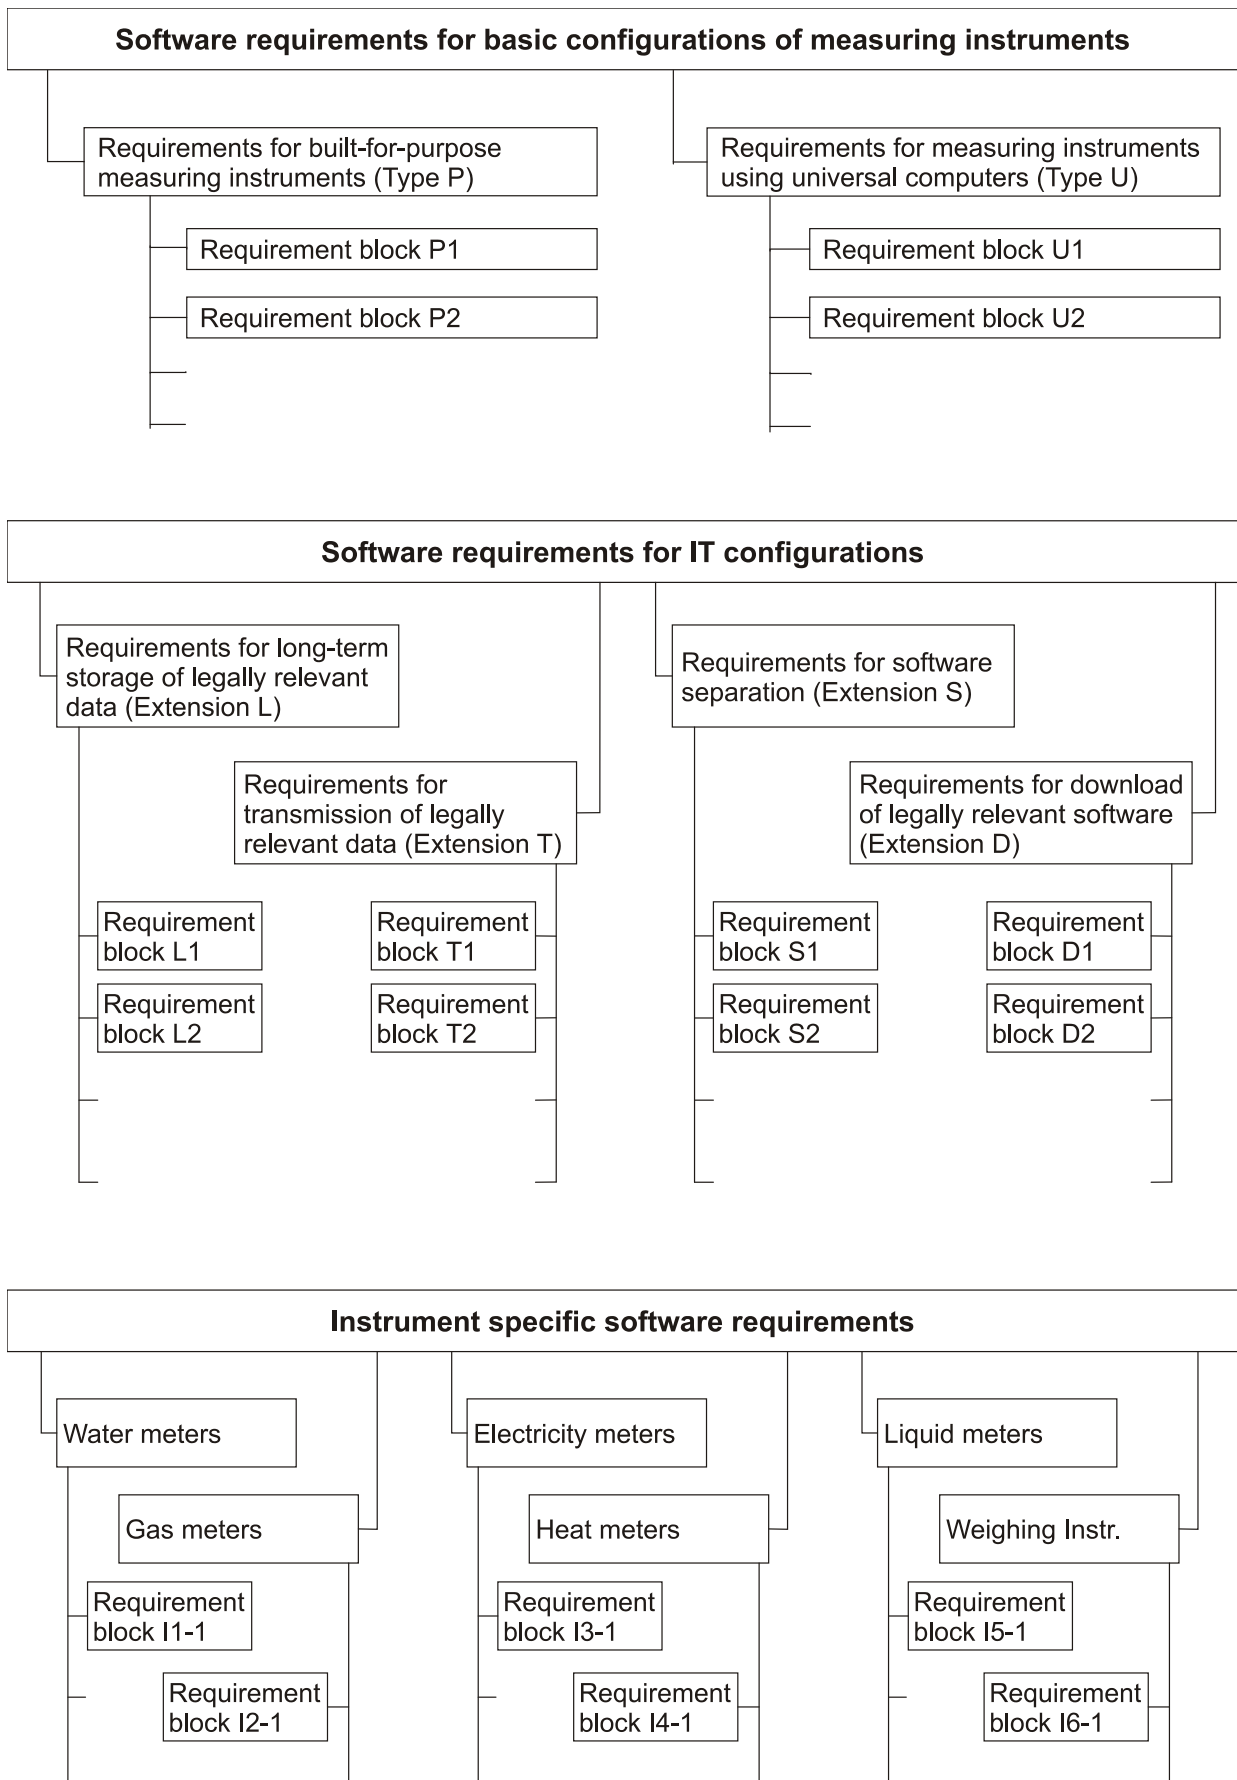 Software requirements for basic configurations of measuring instruments
Requirements for built-for-purpose
measuring instruments (Type P)
Requirement block P1
Requirement block P2
Requirements for measuring instruments
using universal computers (Type U)
Requirement block U1
Requirement block U2
Software requirements for IT configurations
Requirements for long-term
storage of legally relevant
data (Extension L)
Requirements for
transmission of legally
relevant data (Extension T)
Requirement
block L1
Requirement
block L2
Requirement
block T1
Requirement
block T2
Requirements for software
separation (Extension S)
Requirements for download
of legally relevant software
(Extension D)
Requirement
block S1
Requirement
block S2
Requirement
block D1
Requirement
block D2
Instrument specific software requirements
Water meters
Gas meters
Requirement
block I1-1
Requirement
block I2-1
Electricity meters
Heat meters
Requirement
block I3-1
Requirement
block I4-1
Liquid meters
Weighing Instr.
Requirement
block I5-1
Requirement
block I6-1